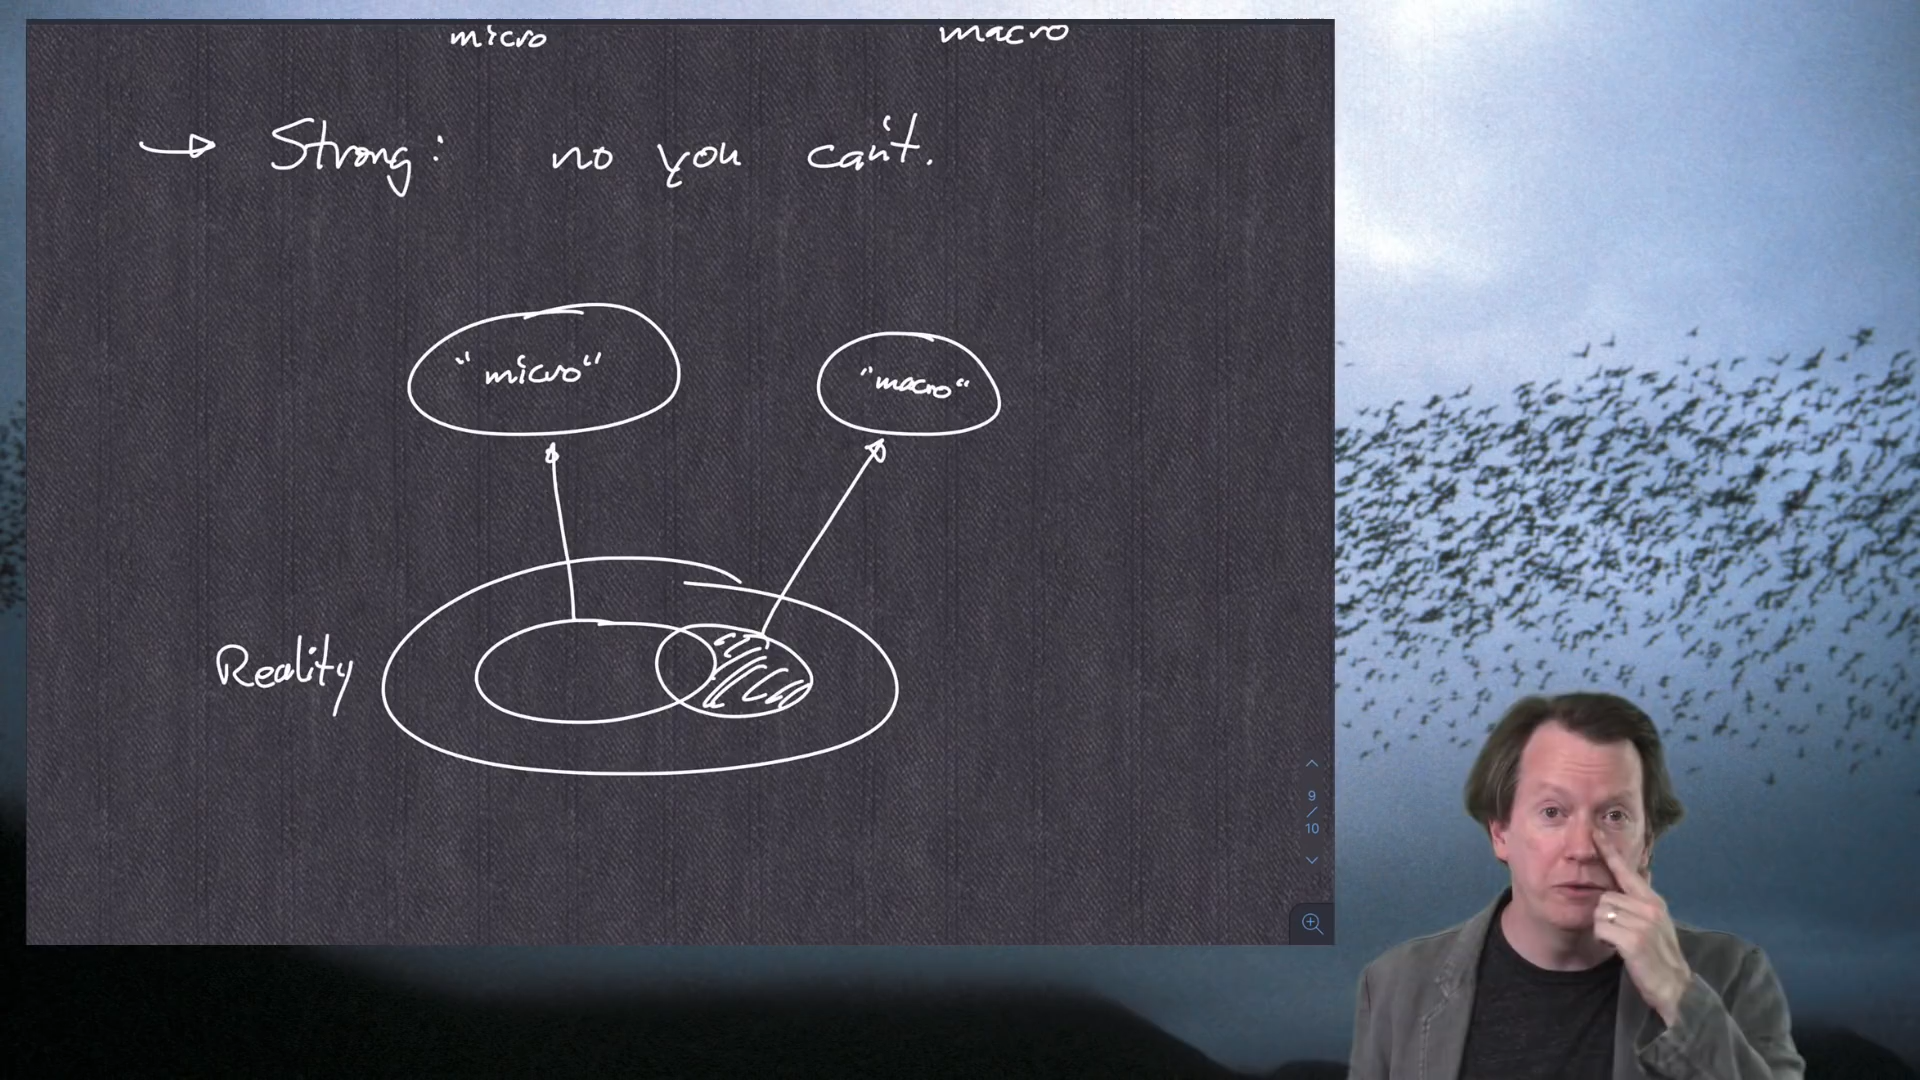 micro macro
→ Strong: no you can't.
"micro" "macro"
Reality
9
/
10